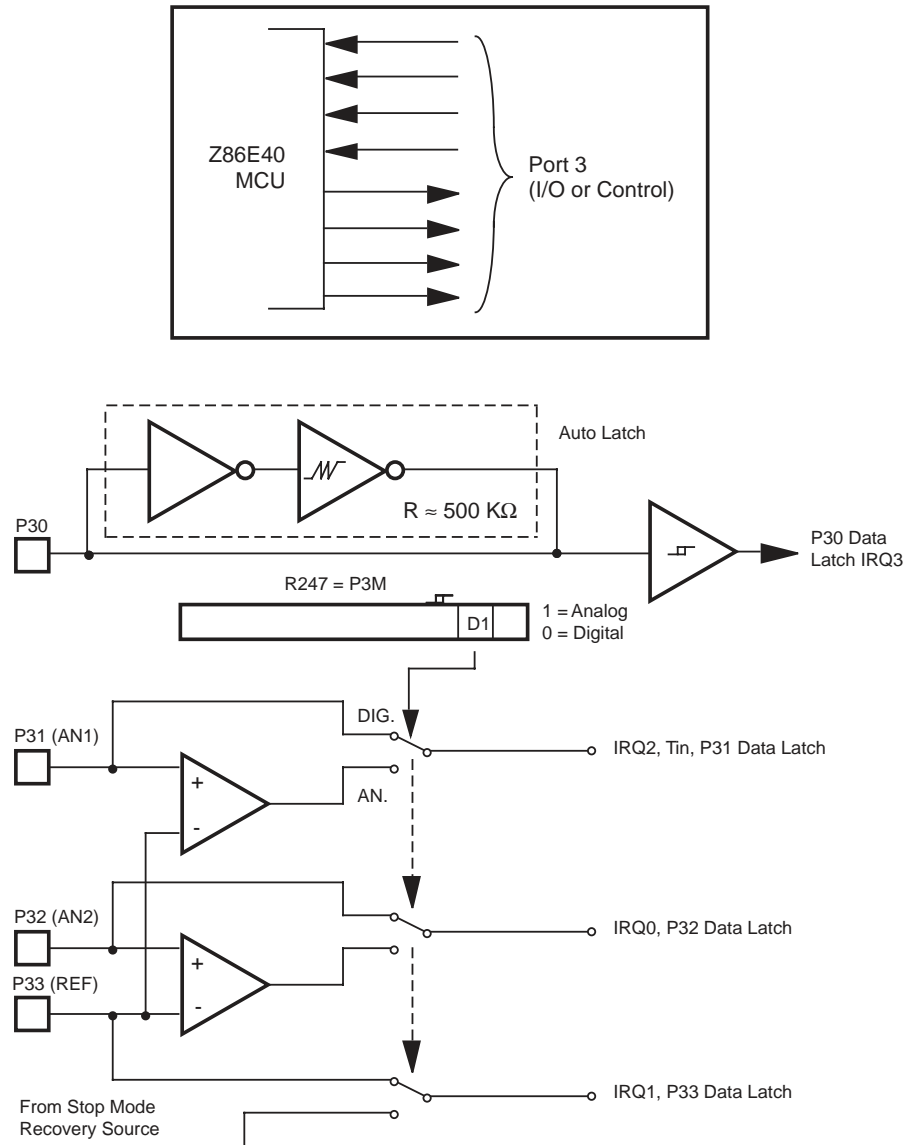 Z86E40
MCU
Port 3
(I/O or Control)
Auto Latch
R ≈ 500 KΩ
P30
P30 Data
Latch IRQ3
R247 = P3M
D1
1 = Analog
0 = Digital
DIG.
P31 (AN1)
IRQ2, Tin, P31 Data Latch
+
-
AN.
P32 (AN2)
IRQ0, P32 Data Latch
+
-
P33 (REF)
From Stop Mode
Recovery Source
IRQ1, P33 Data Latch